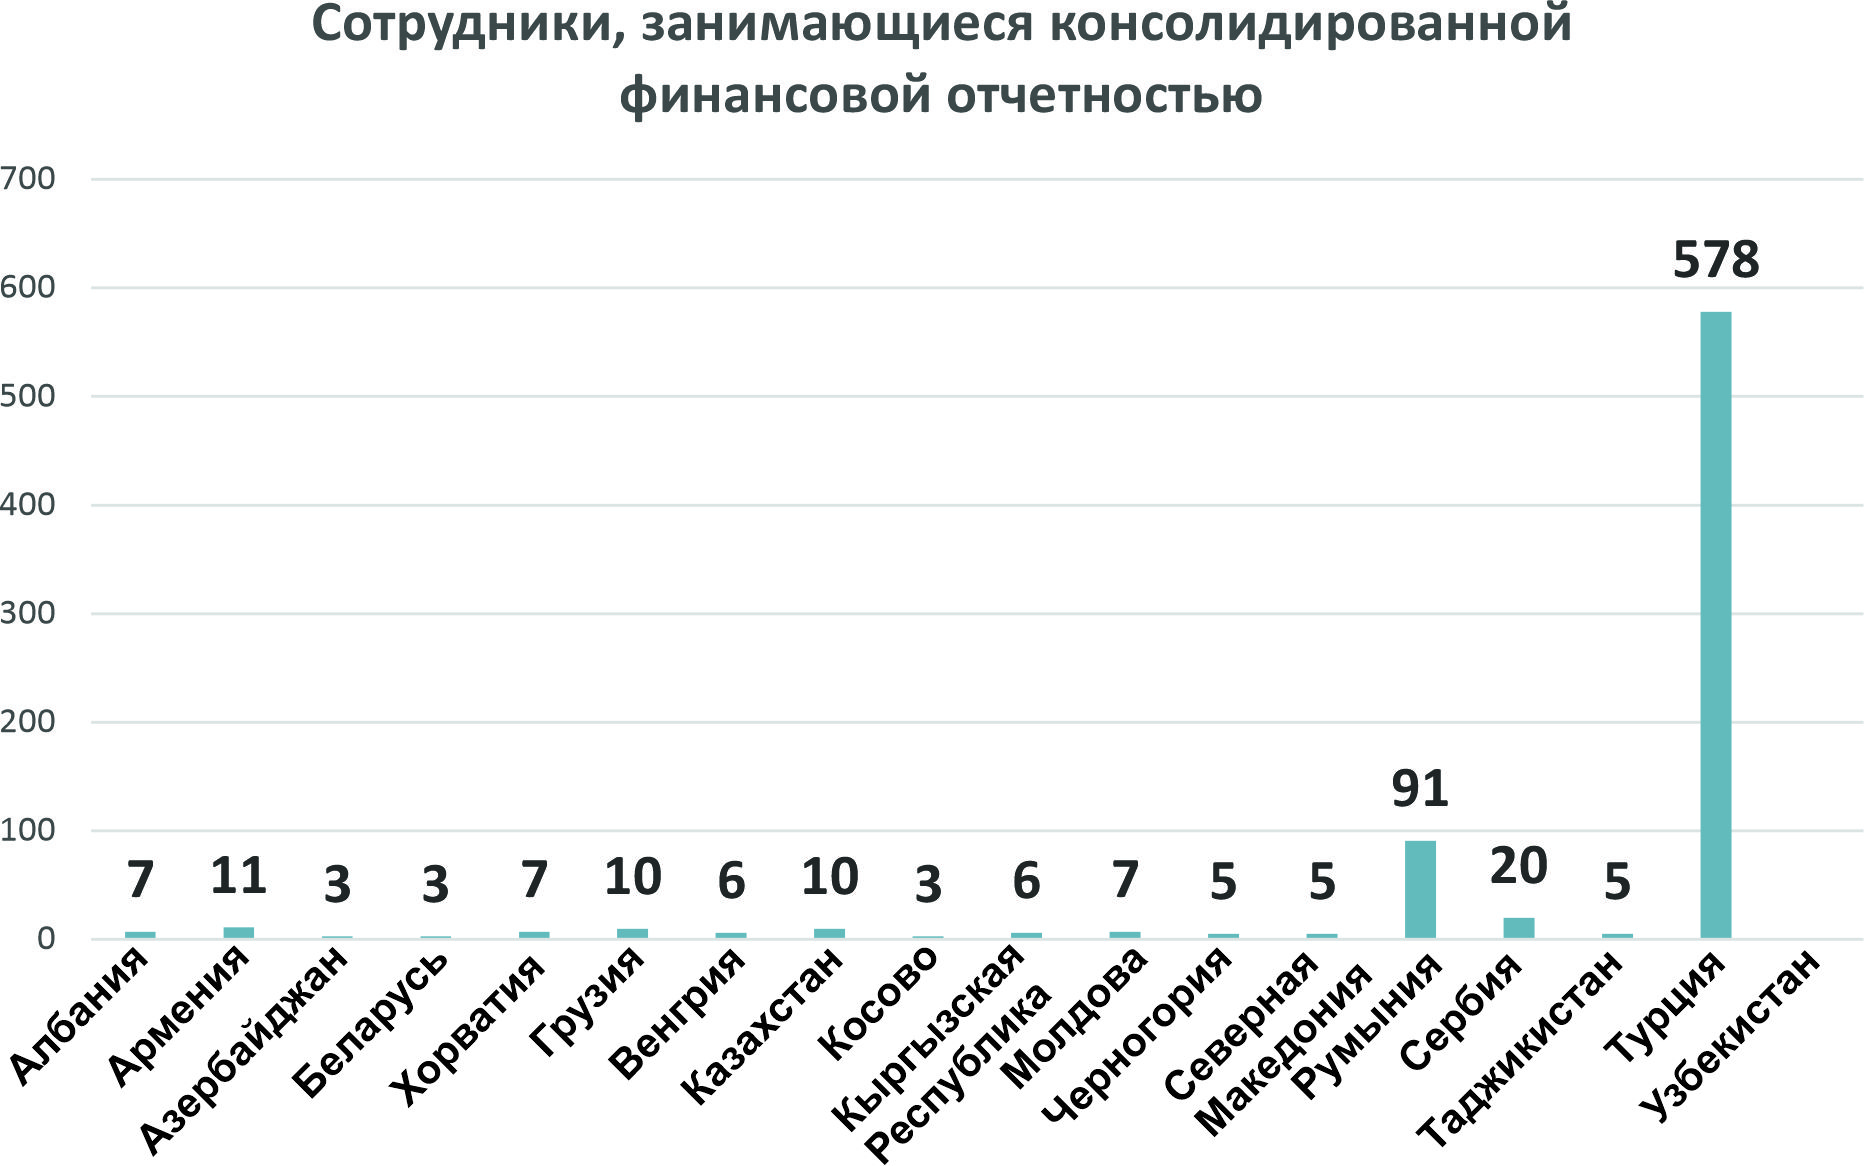 Сотрудники, занимающиеся консолидированной
финансовой отчетностью
700
600
500
400
300
200
100
0
7
11
3
3
7
10
6
10
3
6
7
5
5
91
20
5
578
Албания
Армения
Азербайджан
Беларусь
Хорватия
Грузия
Венгрия
Казахстан
Косово
Кыргызская
Республика
Молдова
Черногория
Северная
Македония
Румыния
Сербия
Таджикистан
Турция
Узбекистан